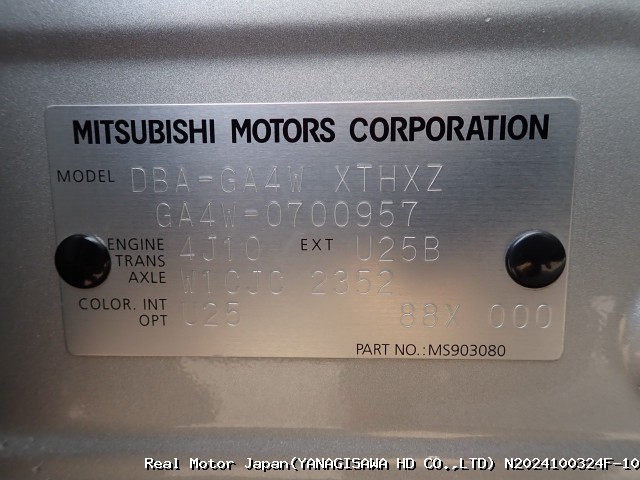 MITSUBISHI MOTORS CORPORATION
MODEL DBA-GA4W XTHXZ
GA4W-0700957
ENGINE 4J10 EXT U25B
TRANS
AXLE W1CJC 2352
COLOR. INT
OPT U25 88X 000
PART NO.:MS903080
Real Motor Japan(YANAGISAWA HD CO.,LTD) N2024100324F-10